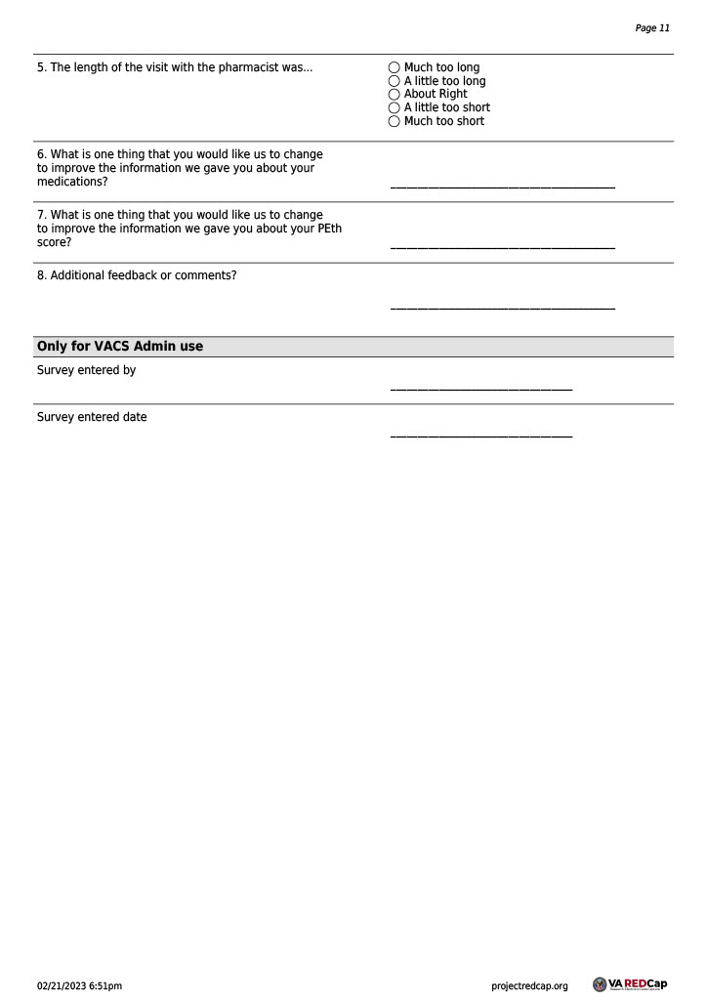 Page 11
5. The length of the visit with the pharmacist was...
Much too long
A little too long
About Right
A little too short
Much too short
6. What is one thing that you would like us to change
to improve the information we gave you about your
medications?
7. What is one thing that you would like us to change
to improve the information we gave you about your PEth
score?
8. Additional feedback or comments?
Only for VACS Admin use
Survey entered by
Survey entered date
02/21/2023 6:51pm
projectredcap.org
VA REDCap